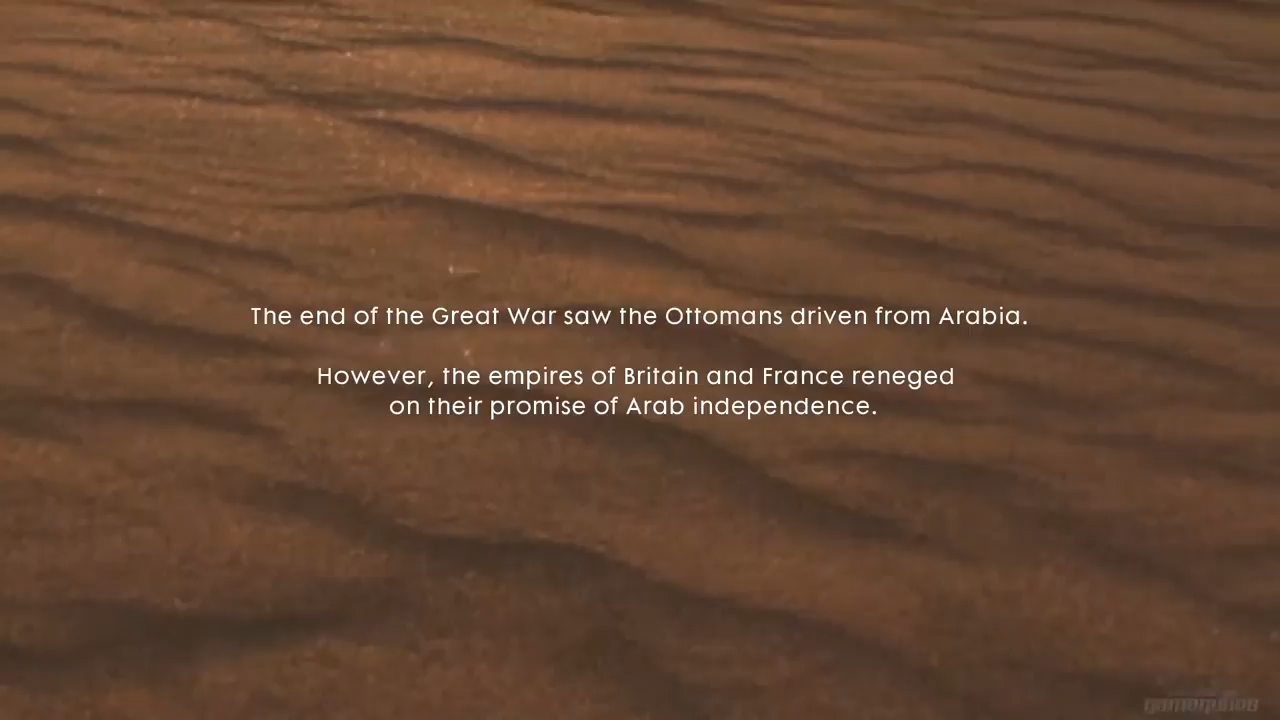 The end of the Great War saw the Ottomans driven from Arabia.
However, the empires of Britain and France reneged
on their promise of Arab independence.